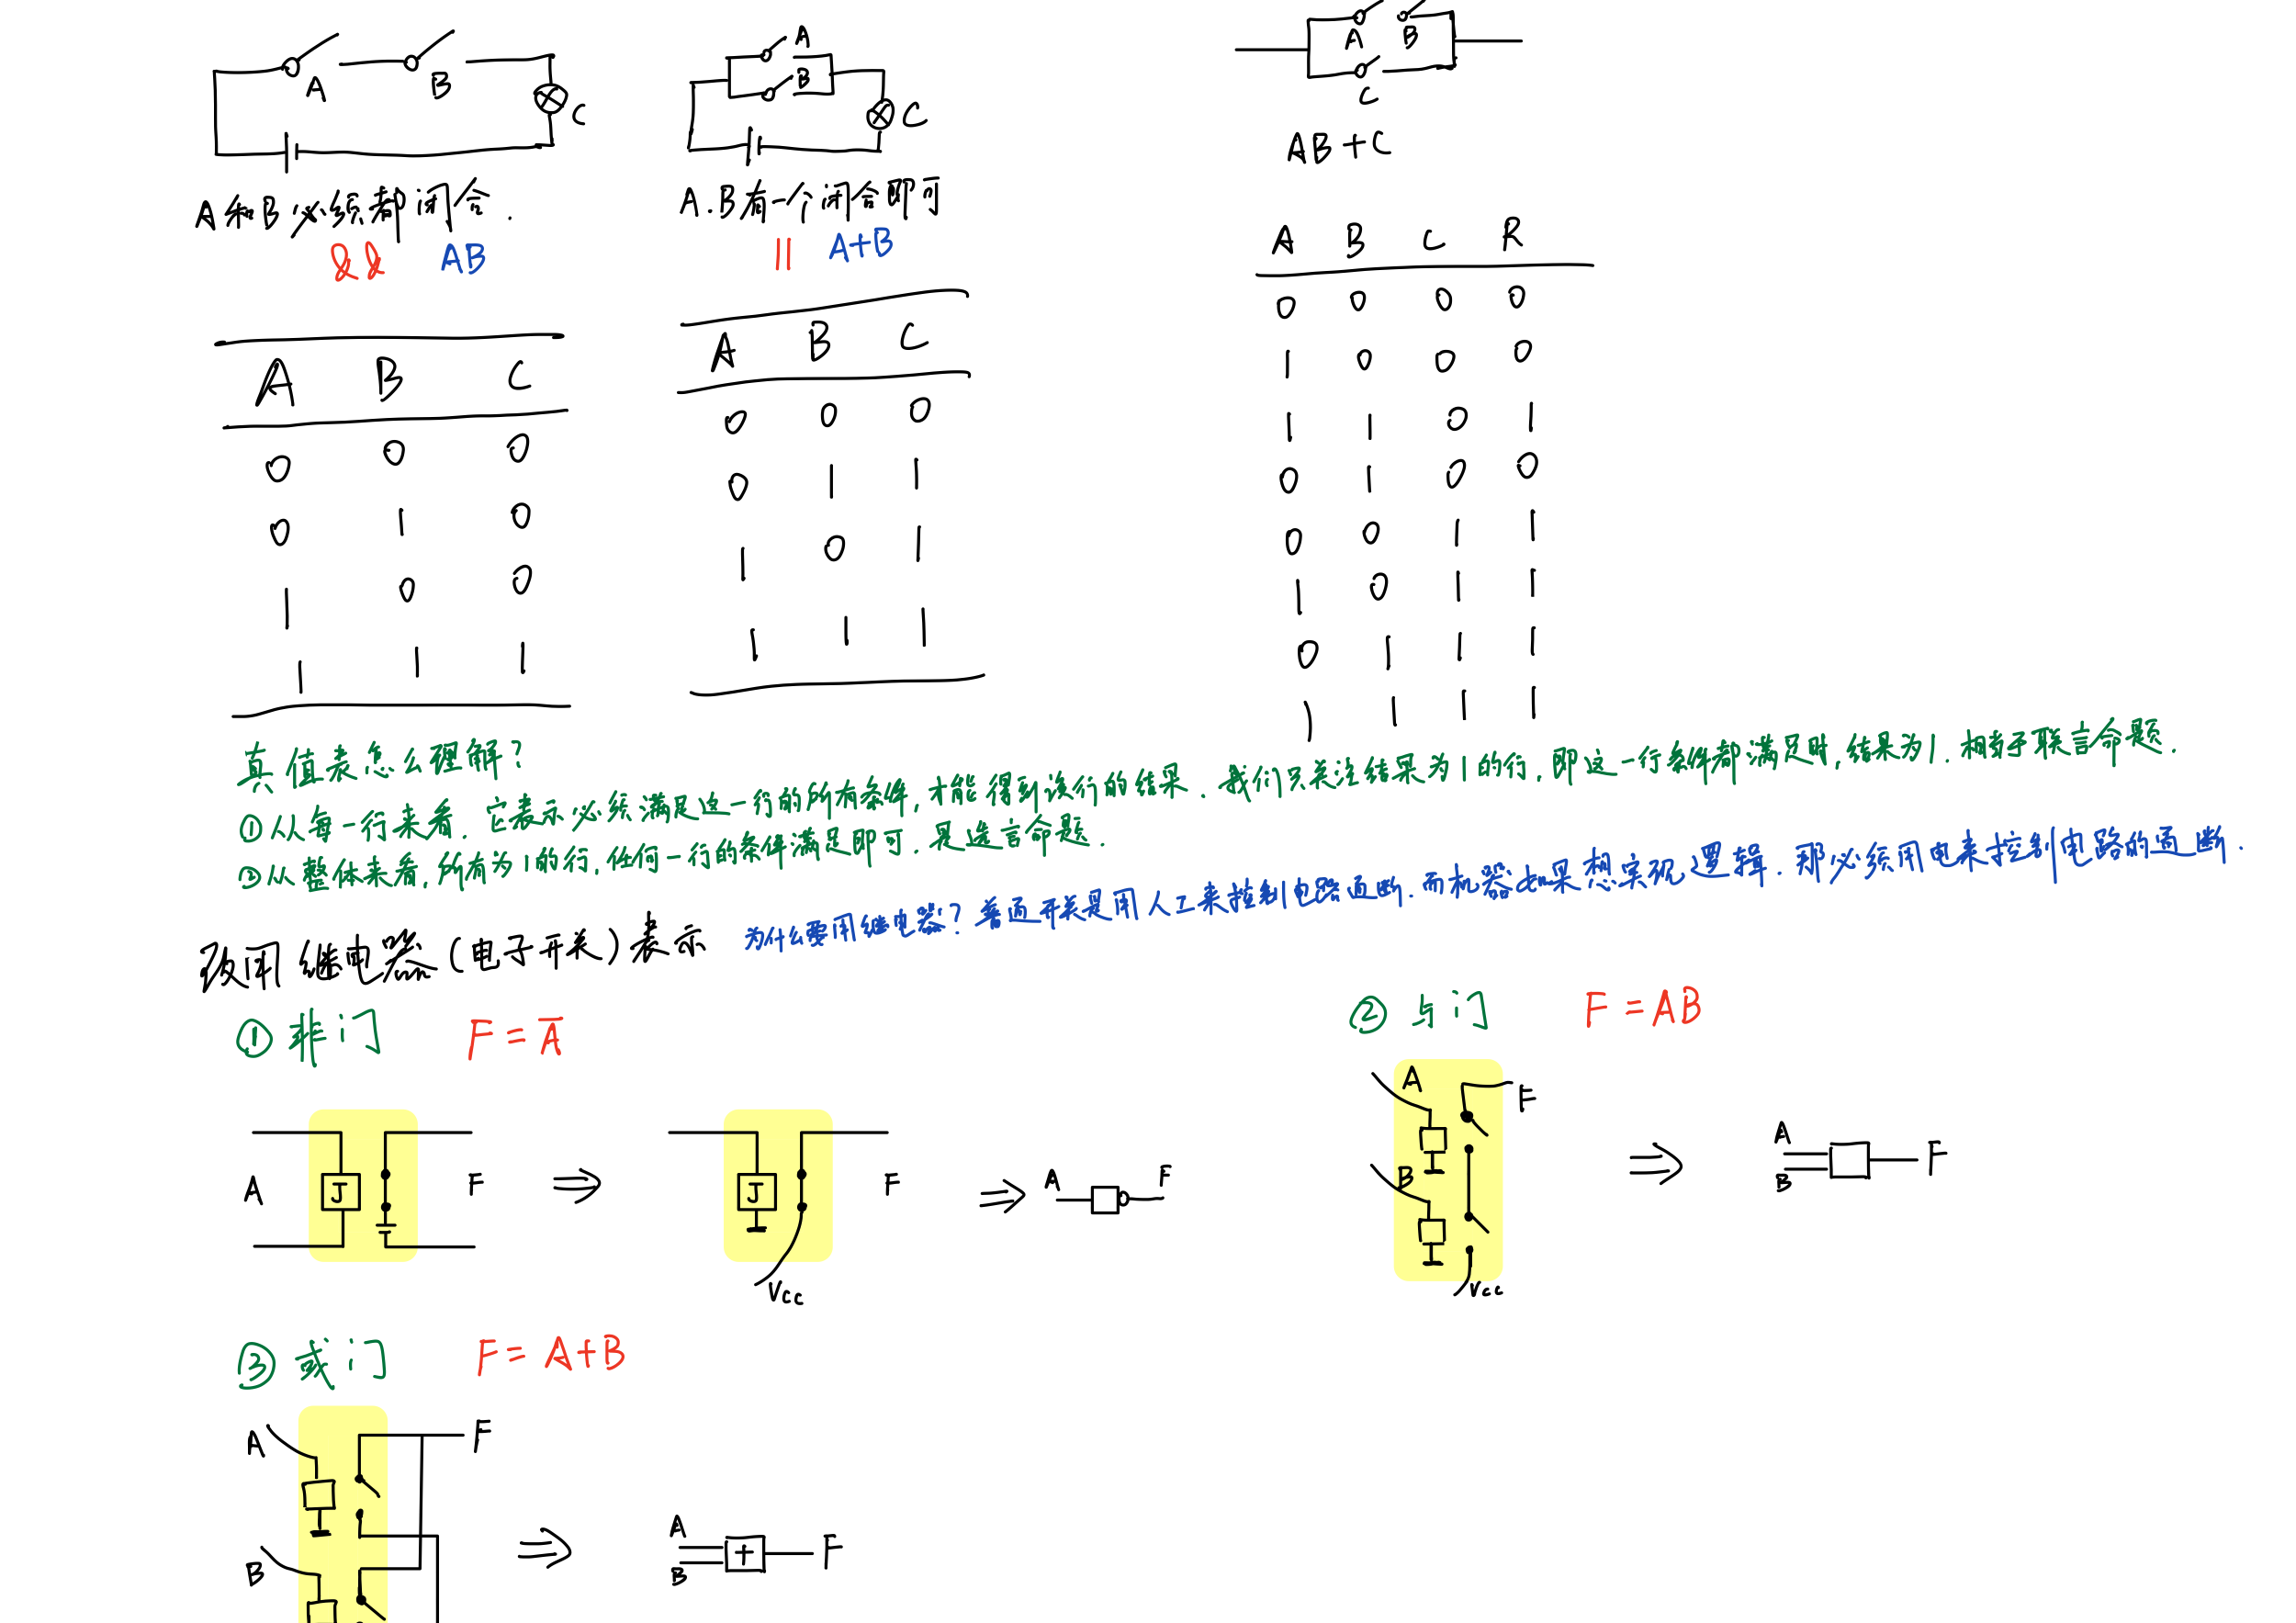 A B C
A和B必须都闭合.
&& AB
A B C
0 0 0
0 1 0
1 0 0
1 1 1
A B C
A.B有一个闭合即可
|| A+B
A B C
0 0 0
0 1 1
1 0 1
1 1 1
A B
C
AB+C
A B C R
0 0 0 0
1 0 0 0
1 1 0 1
0 1 0 0
0 0 1 1
1 0 1 1
0 1 1 1
1 1 1 1
真值表怎么理解?
①从每一行来看.它表示必须满足这一行的所有条件,才能得到该行的结果.我们只关注结果为1的行,即这一行条件都满足时,结果为1.相当于联言命题.
②从整体来看,所有为1的行,任何一行的条件满足即可.是选言命题.
改用继电器(电子开关)表示
为什么要用继电器?普通开关是用人工来控制电路通断.而机器如果想实现逻辑.那必须用电来控制电路的通断.
①非门 F=A̅
A J F
J F
Vcc
A F
②与门 F=AB
A F
B
Vcc
A
B F
③或门 F=A+B
A F
B
A
B + F